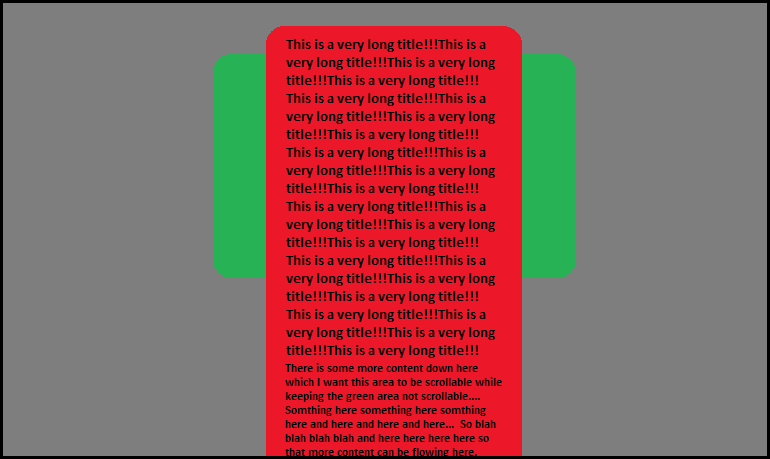 This is a very long title!!!This is a
very long title!!!This is a very long
title!!!This is a very long title!!!
This is a very long title!!!This is a
very long title!!!This is a very long
title!!!This is a very long title!!!
This is a very long title!!!This is a
very long title!!!This is a very long
title!!!This is a very long title!!!
This is a very long title!!!This is a
very long title!!!This is a very long
title!!!This is a very long title!!!
This is a very long title!!!This is a
very long title!!!This is a very long
title!!!This is a very long title!!!
This is a very long title!!!This is a
very long title!!!This is a very long
title!!!This is a very long title!!!
There is some more content down here
which I want this area to be scrollable while
keeping the green area not scrollable....
Somthing here something here somthing
here and here and here and here... So blah
blah blah blah and here here here here so
that more content can be flowing here.